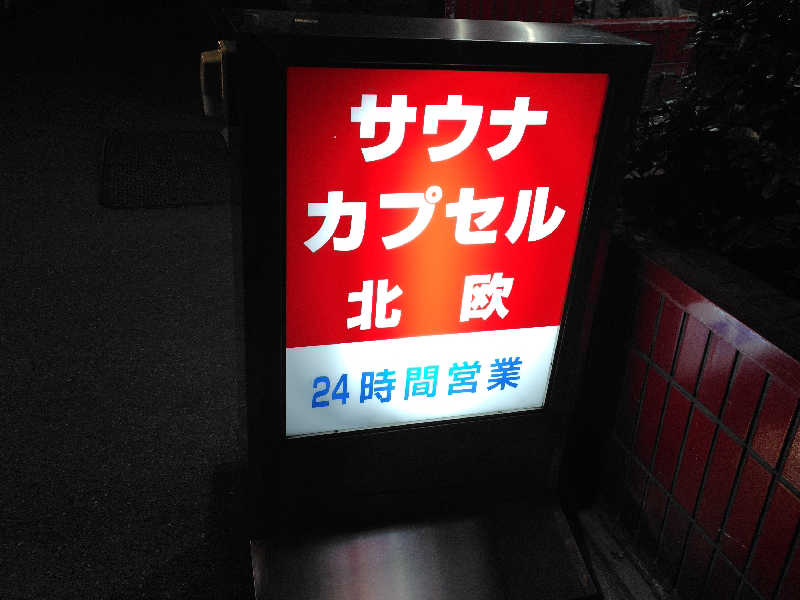 サウナ
カプセル
北欧
24時間営業